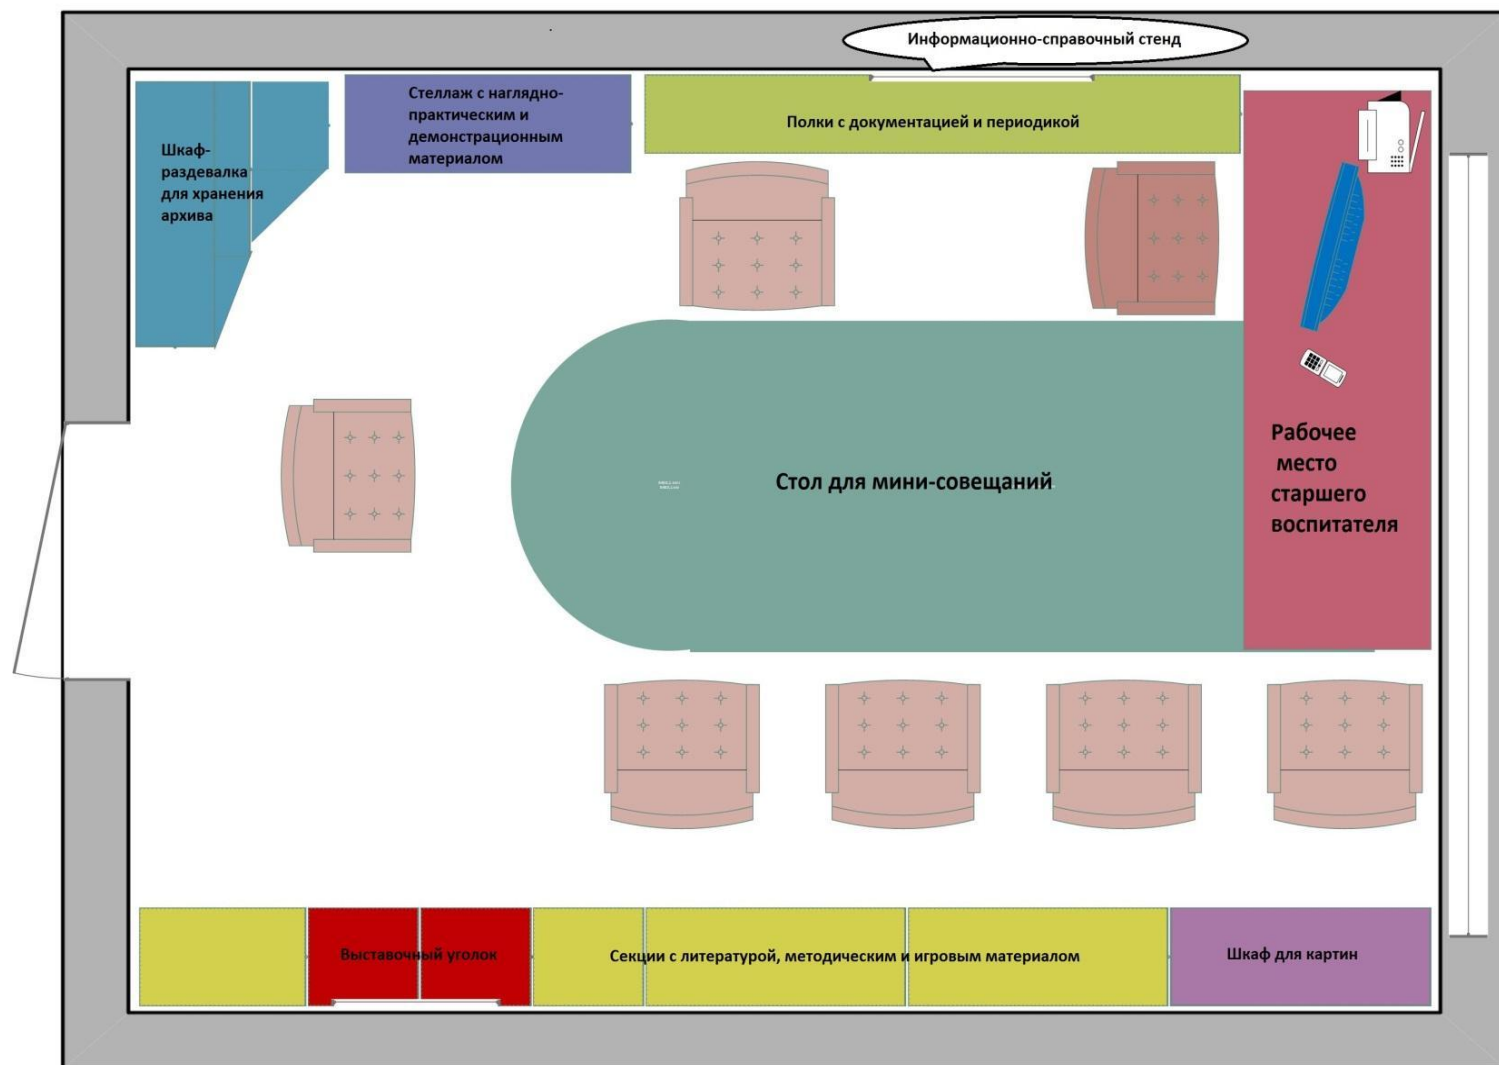 Информационно-справочный стенд
Стеллаж с наглядно-
практическим и
демонстрационным
материалом
Полки с документацией и периодикой
Шкаф-
раздевалка
для хранения
архива
Рабочее
место
старшего
воспитателя
Стол для мини-совещаний
Выставочный уголок
Секции с литературой, методическим и игровым материалом
Шкаф для картин